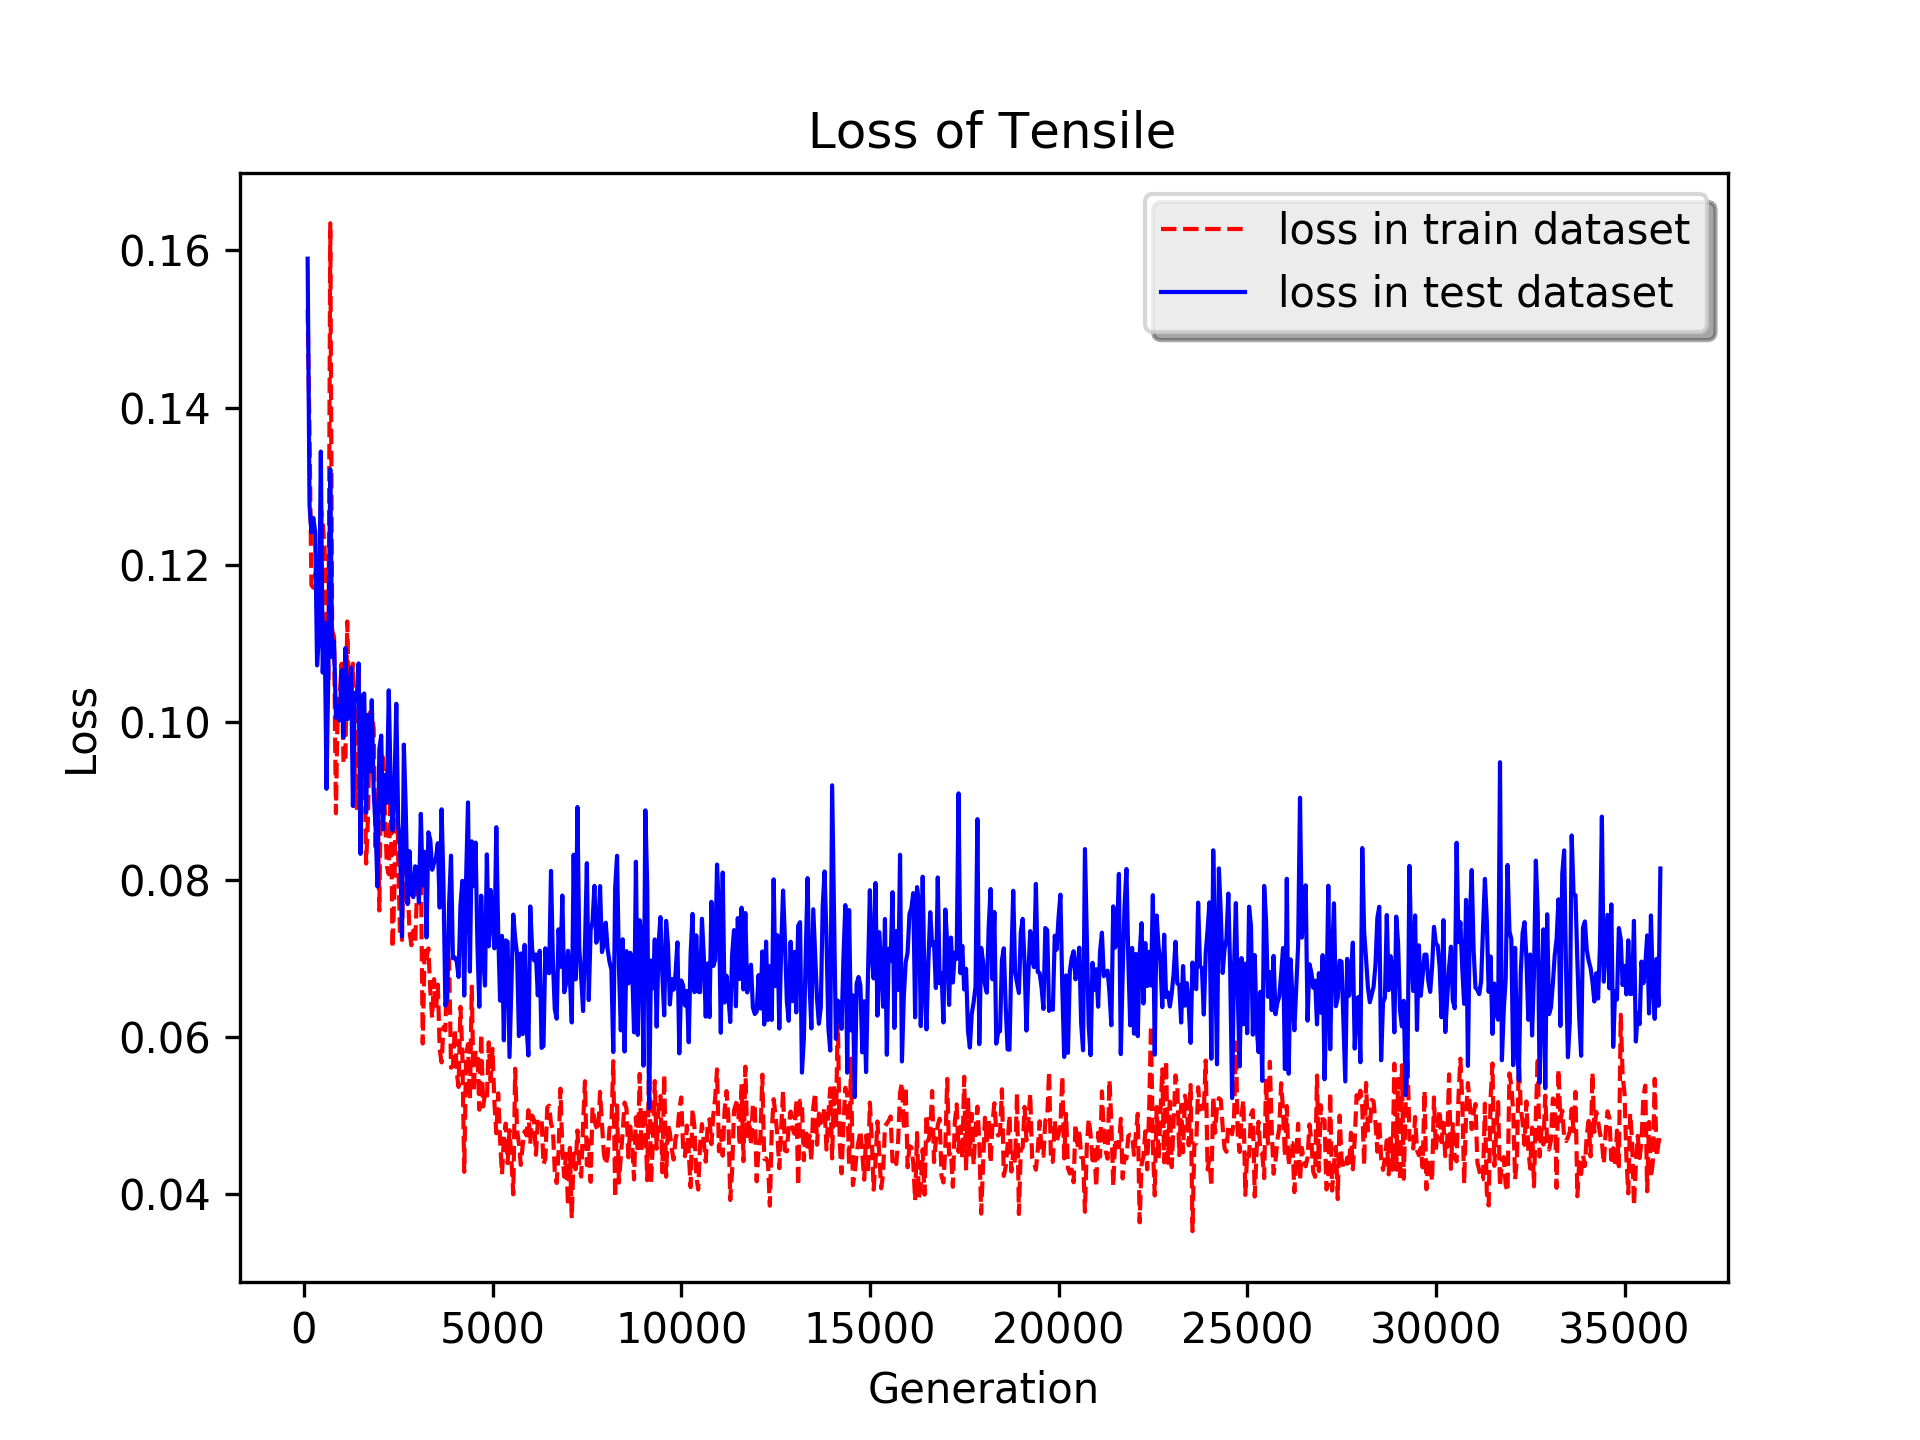 Loss of Tensile
loss in train dataset
loss in test dataset
0.16
0.14
0.12
0.10
0.08
0.06
0.04
Loss
0 5000 10000 15000 20000 25000 30000 35000
Generation